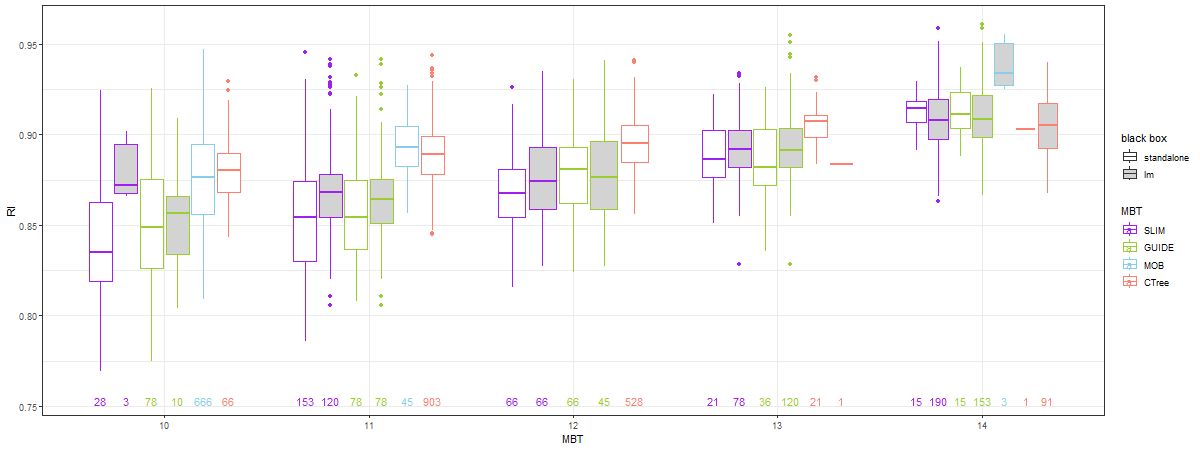 0.95
0.90
0.85
0.80
0.75
RI
28 3 78 10 666 66 153 120 78 78 45 903 66 66 66 45 528 21 78 36 120 21 1 15 190 15 153 3 1 91
10 11 12 13 14
MBT
black box
standalone
lm
MBT
SLIM
GUIDE
MOB
CTree